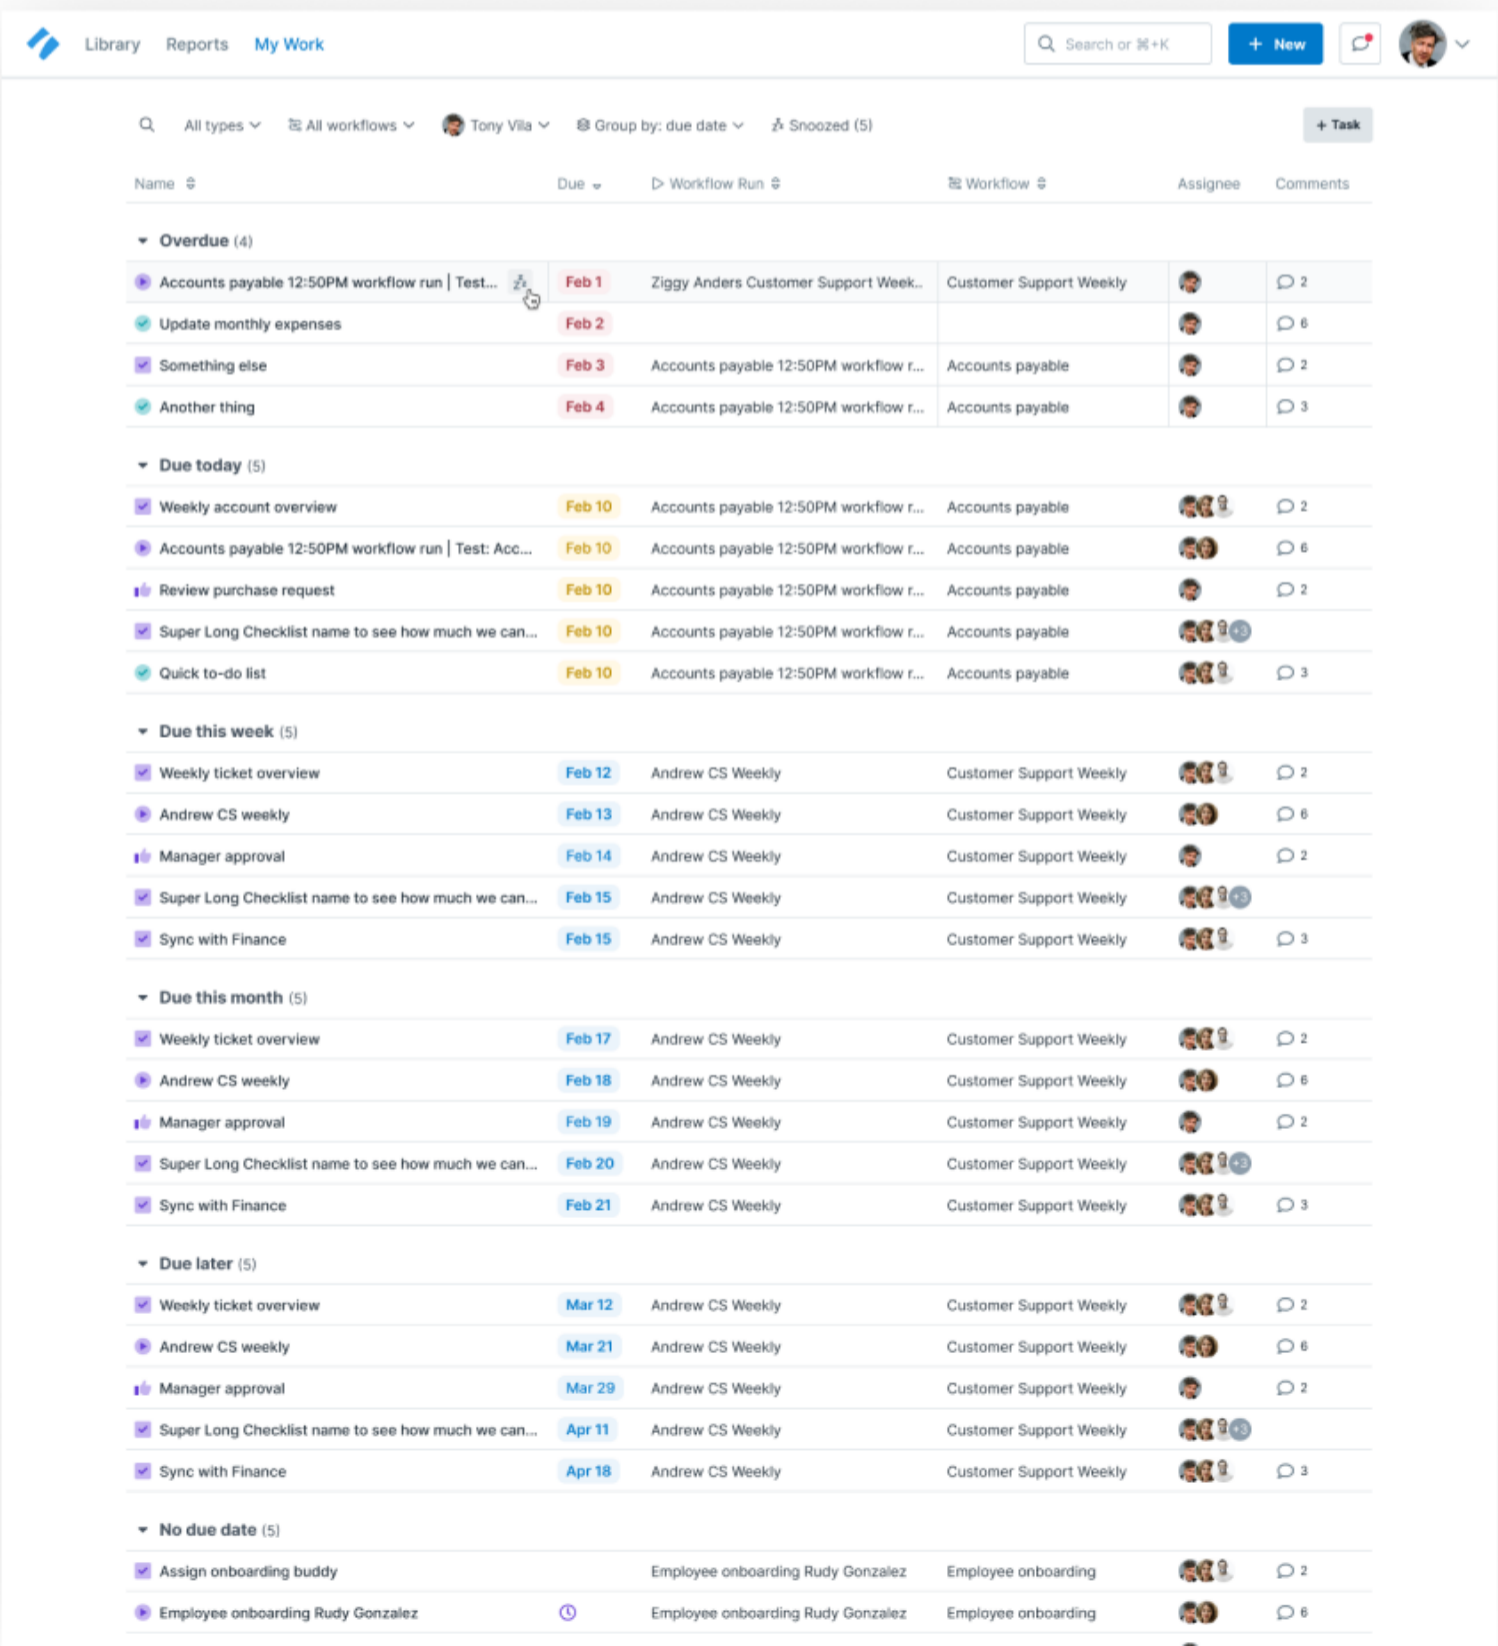 Library Reports My Work Search or ⌘+K + New
All types All workflows Tony Vila Group by: due date Snoozed (5) + Task
Name Due Workflow Run Workflow Assignee Comments
Overdue (4)
Accounts payable 12:50PM workflow run | Test... Feb 1 Ziggy Anders Customer Support Week.. Customer Support Weekly 2
Update monthly expenses Feb 2 6
Something else Feb 3 Accounts payable 12:50PM workflow r... Accounts payable 2
Another thing Feb 4 Accounts payable 12:50PM workflow r... Accounts payable 3
Due today (5)
Weekly account overview Feb 10 Accounts payable 12:50PM workflow r... Accounts payable 2
Accounts payable 12:50PM workflow run | Test: Acc... Feb 10 Accounts payable 12:50PM workflow r... Accounts payable 6
Review purchase request Feb 10 Accounts payable 12:50PM workflow r... Accounts payable 2
Super Long Checklist name to see how much we can... Feb 10 Accounts payable 12:50PM workflow r... Accounts payable +3
Quick to-do list Feb 10 Accounts payable 12:50PM workflow r... Accounts payable 3
Due this week (5)
Weekly ticket overview Feb 12 Andrew CS Weekly Customer Support Weekly 2
Andrew CS weekly Feb 13 Andrew CS Weekly Customer Support Weekly 6
Manager approval Feb 14 Andrew CS Weekly Customer Support Weekly 2
Super Long Checklist name to see how much we can... Feb 15 Andrew CS Weekly Customer Support Weekly +3
Sync with Finance Feb 15 Andrew CS Weekly Customer Support Weekly 3
Due this month (5)
Weekly ticket overview Feb 17 Andrew CS Weekly Customer Support Weekly 2
Andrew CS weekly Feb 18 Andrew CS Weekly Customer Support Weekly 6
Manager approval Feb 19 Andrew CS Weekly Customer Support Weekly 2
Super Long Checklist name to see how much we can... Feb 20 Andrew CS Weekly Customer Support Weekly +3
Sync with Finance Feb 21 Andrew CS Weekly Customer Support Weekly 3
Due later (5)
Weekly ticket overview Mar 12 Andrew CS Weekly Customer Support Weekly 2
Andrew CS weekly Mar 21 Andrew CS Weekly Customer Support Weekly 6
Manager approval Mar 29 Andrew CS Weekly Customer Support Weekly 2
Super Long Checklist name to see how much we can... Apr 11 Andrew CS Weekly Customer Support Weekly +3
Sync with Finance Apr 18 Andrew CS Weekly Customer Support Weekly 3
No due date (5)
Assign onboarding buddy Employee onboarding Rudy Gonzalez Employee onboarding 2
Employee onboarding Rudy Gonzalez Employee onboarding Rudy Gonzalez Employee onboarding 6